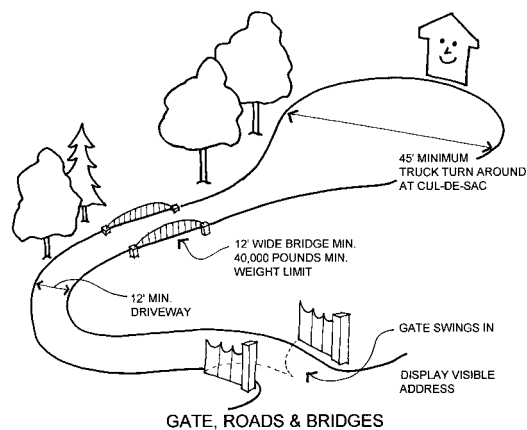 45' MINIMUM
TRUCK TURN AROUND
AT CUL-DE-SAC
12' WIDE BRIDGE MIN.
40,000 POUNDS MIN.
WEIGHT LIMIT
12' MIN.
DRIVEWAY
GATE SWINGS IN
DISPLAY VISIBLE
ADDRESS
GATE, ROADS & BRIDGES